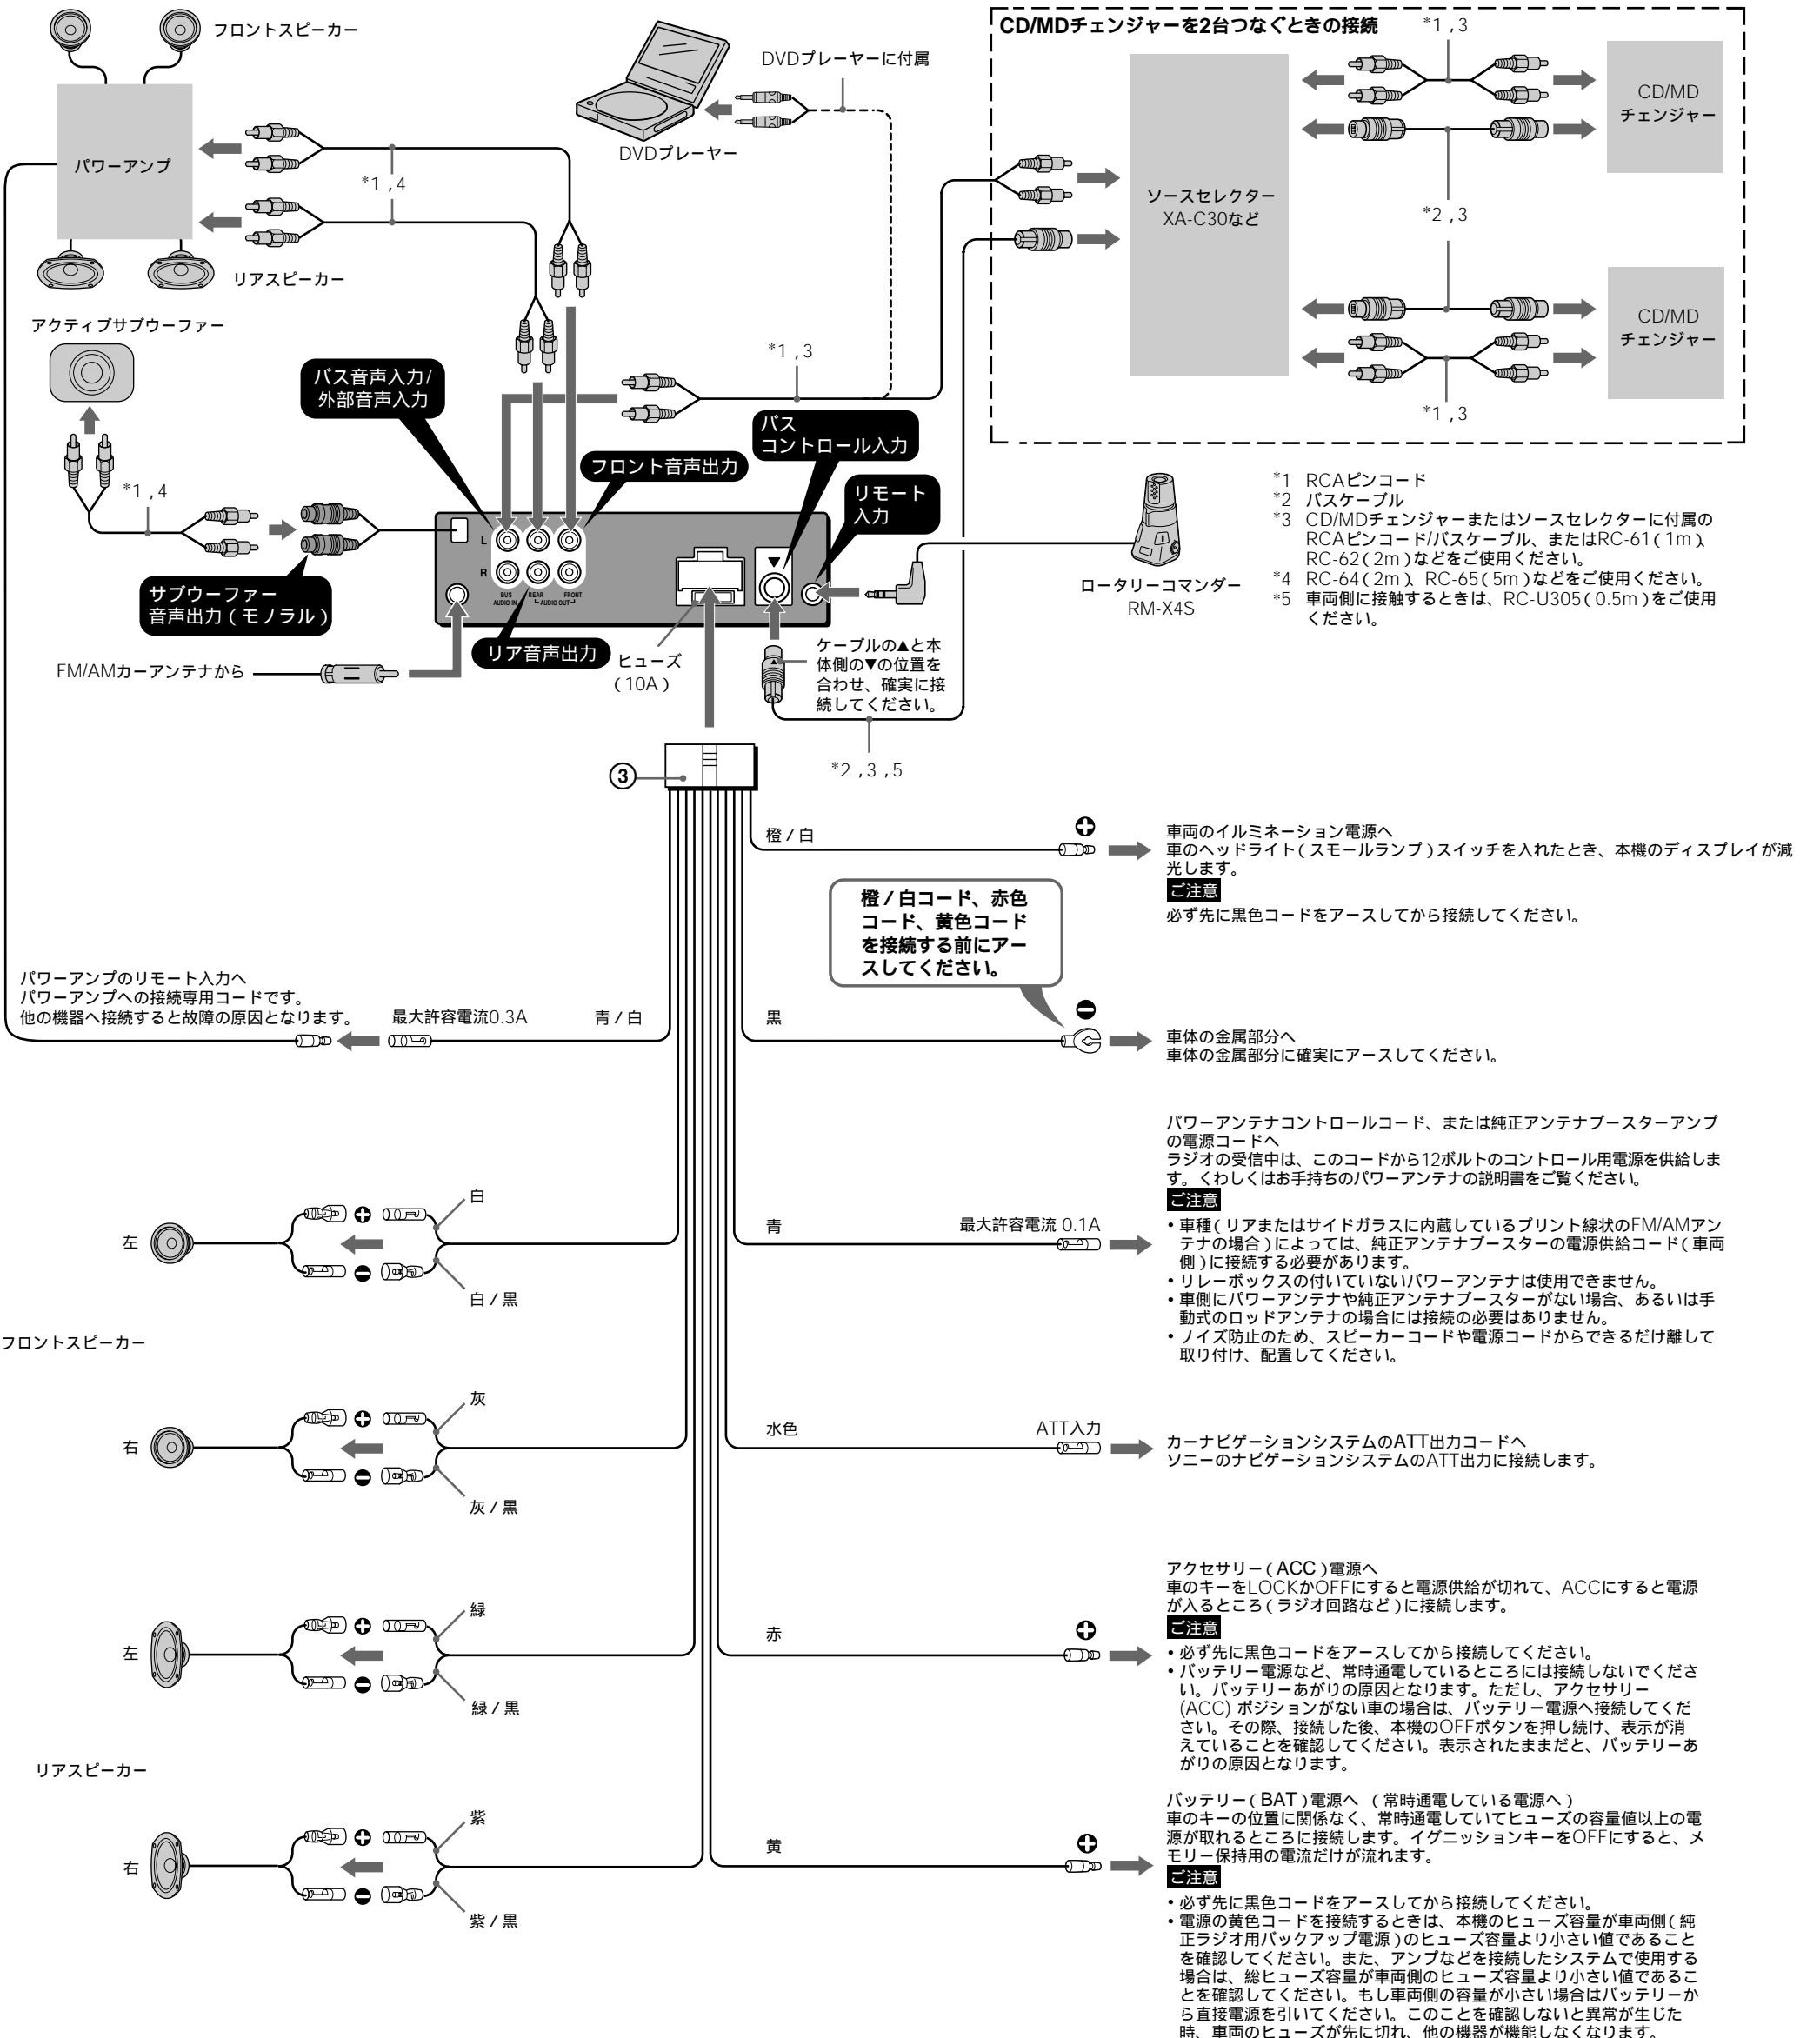 フロントスピーカー
パワーアンプ
*1 , 4
リアスピーカー
DVDプレーヤーに付属
DVDプレーヤー
CD/MDチェンジャーを2台つなぐときの接続
*1 , 3
CD/MD
チェンジャー
ソースセレクター
XA-C30など
*2 , 3
CD/MD
チェンジャー
*1 , 3
アクティブサブウーファー
*1 , 4
バス音声入力/
外部音声入力
*1 , 3
フロント音声出力
バス
コントロール入力
リモート
入力
サブウーファー
音声出力(モノラル)
L
R
BUS
AUDIO IN
REAR
FRONT
AUDIO OUT
リア音声出力
ヒューズ
(10A)
FM/AMカーアンテナから
ケーブルの▲と本
体側の▼の位置を
合わせ、確実に接
続してください。
*2 , 3 , 5
ロータリーコマンダー
RM-X4S
*1 RCAピンコード
*2 バスケーブル
*3 CD/MDチェンジャーまたはソースセレクターに付属の
RCAピンコード/バスケーブル、またはRC-61(1m)、
RC-62(2m)などをご使用ください。
*4 RC-64(2m)、RC-65(5m)などをご使用ください。
*5 車両側に接触するときは、RC-U305(0.5m)をご使用
ください。
③
橙/白
車両のイルミネーション電源へ
車のヘッドライト(スモールランプ)スイッチを入れたとき、本機のディスプレイが減
光します。
ご注意
必ず先に黒色コードをアースしてから接続してください。
橙/白コード、赤色
コード、黄色コード
を接続する前にアー
スしてください。
パワーアンプのリモート入力へ
パワーアンプへの接続専用コードです。
他の機器へ接続すると故障の原因となります。
最大許容電流0.3A
青/白
黒
車体の金属部分へ
車体の金属部分に確実にアースしてください。
パワーアンテナコントロールコード、または純正アンテナブースターアンプ
の電源コードへ
ラジオの受信中は、このコードから12ボルトのコントロール用電源を供給しま
す。くわしくはお手持ちのパワーアンテナの説明書をご覧ください。
ご注意
• 車種(リアまたはサイドガラスに内蔵しているプリント線状のFM/AMアン
テナの場合)によっては、純正アンテナブースターの電源供給コード(車両
側)に接続する必要があります。
• リレーボックスの付いていないパワーアンテナは使用できません。
• 車側にパワーアンテナや純正アンテナブースターがない場合、あるいは手
動式のロッドアンテナの場合には接続の必要はありません。
• ノイズ防止のため、スピーカーコードや電源コードからできるだけ離して
取り付け、配置してください。
青
最大許容電流 0.1A
左
白
白/黒
フロントスピーカー
右
灰
灰/黒
水色
ATT入力
カーナビゲーションシステムのATT出力コードへ
ソニーのナビゲーションシステムのATT出力に接続します。
左
緑
緑/黒
赤
アクセサリー(ACC)電源へ
車のキーをLOCKかOFFにすると電源供給が切れて、ACCにすると電源
が入るところ(ラジオ回路など)に接続します。
ご注意
• 必ず先に黒色コードをアースしてから接続してください。
• バッテリー電源など、常時通電しているところには接続しないでくださ
い。バッテリーあがりの原因となります。ただし、アクセサリー
(ACC) ポジションがない車の場合は、バッテリー電源へ接続してくだ
さい。その際、接続した後、本機のOFFボタンを押し続け、表示が消
えていることを確認してください。表示されたままだと、バッテリーあ
がりの原因となります。
リアスピーカー
右
紫
紫/黒
黄
バッテリー(BAT)電源へ (常時通電している電源へ)
車のキーの位置に関係なく、常時通電していてヒューズの容量値以上の電
源が取れるところに接続します。イグニッションキーをOFFにすると、メ
モリー保持用の電流だけが流れます。
ご注意
• 必ず先に黒色コードをアースしてから接続してください。
• 電源の黄色コードを接続するときは、本機のヒューズ容量が車両側(純
正ラジオ用バックアップ電源)のヒューズ容量より小さい値であること
を確認してください。また、アンプなどを接続したシステムで使用する
場合は、総ヒューズ容量が車両側のヒューズ容量より小さい値であるこ
とを確認してください。もし車両側の容量が小さい場合はバッテリーか
ら直接電源を引いてください。このことを確認しないと異常が生じた
時、車両のヒューズが先に切れ、他の機器が機能しなくなります。